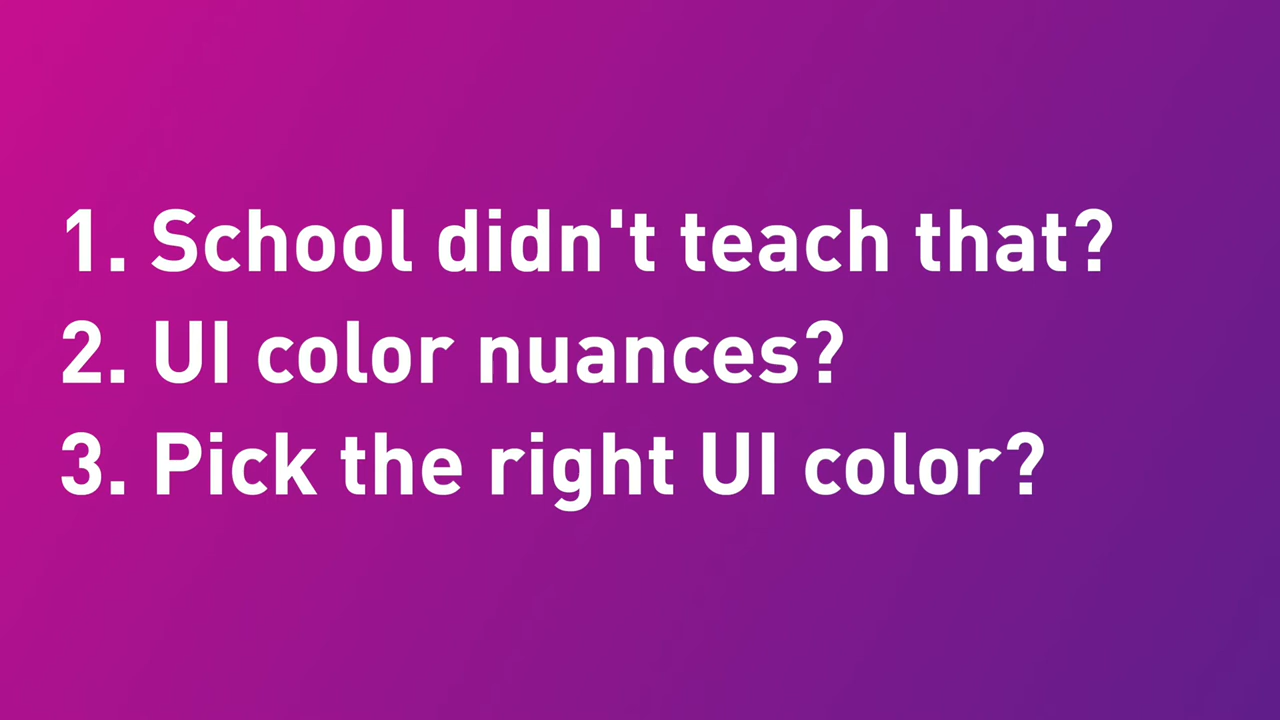 1. School didn't teach that?
2. UI color nuances?
3. Pick the right UI color?